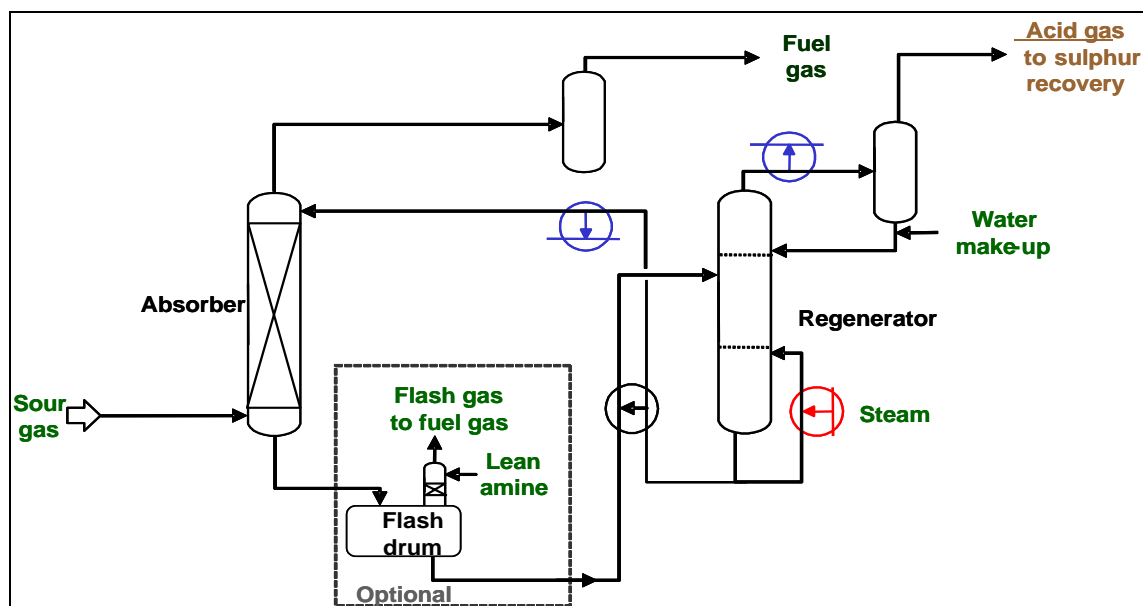 Fuel
gas
Acid gas
to sulphur
recovery
Water
make-up
Absorber
Regenerator
Sour
gas
Flash gas
to fuel gas
Steam
Lean
amine
Flash
drum
Optional